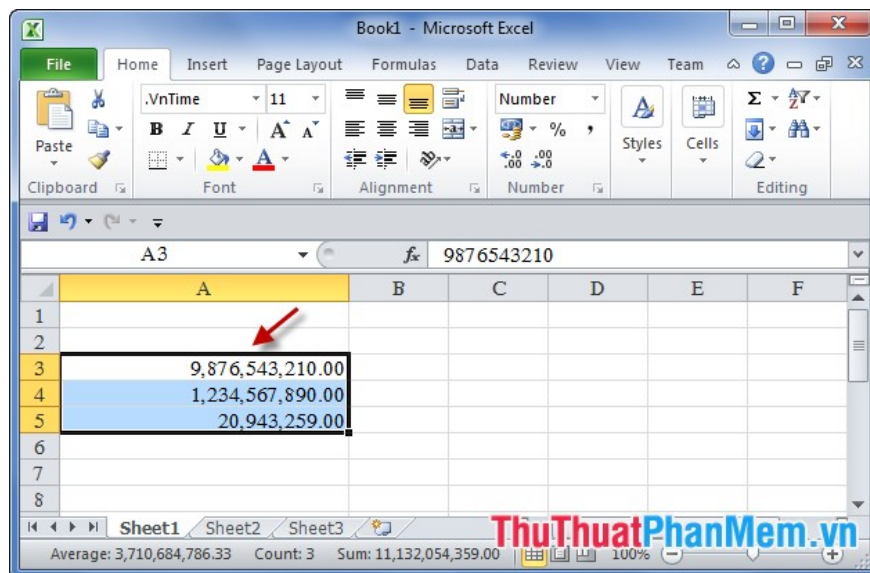 Book1 - Microsoft Excel
File Home Insert Page Layout Formulas Data Review View Team
.VnTime 11 Number
B I U A A % ,
Paste Styles Cells
Clipboard Font Alignment Number Editing
A3 fx 9876543210
A B C D E F
1
2
3 9,876,543,210.00
4 1,234,567,890.00
5 20,943,259.00
6
7
8
Sheet1 Sheet2 Sheet3
ThuThuatPhanMem.vn
Average: 3,710,684,786.33 Count: 3 Sum: 11,132,054,359.00 100%